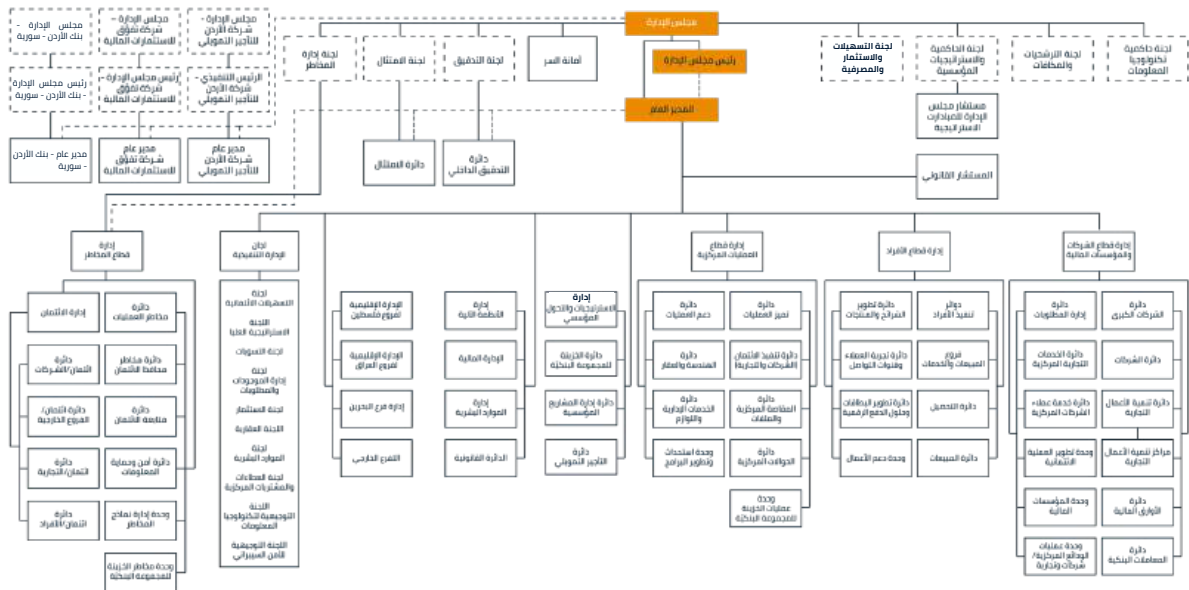 مجلس الإدارة
رئيس مجلس الإدارة
المدير العام
لجنة حاكمية
تكنولوجيا
المعلومات
لجنة الترشيحات
والمكافآت
لجنة الحاكمية
والاستراتيجيات
المؤسسية
لجنة التسهيلات
والاستثمار
والمصرفية
أمانة السر
لجنة التدقيق
لجنة الامتثال
لجنة إدارة
المخاطر
مجلس الإدارة -
شركة الأردن
للتأجير التمويلي
مجلس الإدارة –
شركة تفوّق
للاستثمارات المالية
مجلس الإدارة -
بنك الأردن - سورية
الرئيس التنفيذي -
شركة الأردن
للتأجير التمويلي
رئيس مجلس الإدارة -
شركة تفوّق
للاستثمارات المالية
رئيس مجلس الإدارة
- بنك الأردن - سورية
مدير عام
شركة الأردن
للتأجير التمويلي
مدير عام
شركة تفوّق
للاستثمارات المالية
مدير عام - بنك الأردن
- سورية
مستشار مجلس
الإدارة للمبادرات
الاستراتيجية
المستشار القانوني
دائرة
التدقيق الداخلي
دائرة الامتثال
إدارة قطاع الشركات
والمؤسسات المالية
دائرة
الشركات الكبرى
دائرة
إدارة المطلوبات
دائرة الشركات
دائرة الخدمات
التجارية المركزية
دائرة تنمية الأعمال
التجارية
دائرة خدمة عملاء
الشركات المركزية
مراكز تنمية الأعمال
التجارية
وحدة تطوير العملية
الائتمانية
دائرة
الأوراق المالية
وحدة المؤسسات
المالية
دائرة
المعاملات البنكية
وحدة عمليات
الودائع المركزية/
شركات وتجارية
إدارة قطاع الأفراد
دوائر
تنفيذ الأفراد
دائرة تطوير
الشرائح والمنتجات
فروع
المبيعات والخدمات
دائرة تجربة العملاء
وقنوات التواصل
دائرة التحصيل
دائرة تطوير البطاقات
وحلول الدفع الرقمية
دائرة المبيعات
وحدة دعم الأعمال
إدارة قطاع
العمليات المركزية
دائرة
تميز العمليات
دائرة
دعم العمليات
دائرة تنفيذ الائتمان
(الشركات والتجارية)
دائرة
الهندسة والعقار
المقاصة المركزية
والملفات
دائرة
الخدمات الإدارية
واللوازم
دائرة
الحوالات المركزية
وحدة استحداث
وتطوير البرامج
وحدة
عمليات الخزينة
للمجموعة البنكيّة
إدارة
الاستراتيجيات والتحول
المؤسسي
دائرة الخزينة
للمجموعة البنكيّة
دائرة إدارة المشاريع
المؤسسية
دائرة
التأجير التمويلي
إدارة
الأنظمة الآلية
الإدارة المالية
إدارة
الموارد البشرية
الدائرة القانونية
الإدارة الإقليمية
لفروع فلسطين
الإدارة الإقليمية
لفروع العراق
إدارة فرع البحرين
التفرع الخارجي
لجان
الإدارة التنفيذية
لجنة
التسهيلات الائتمانية
اللجنة
الاستراتيجية العليا
لجنة التسويات
لجنة
إدارة الموجودات
والمطلوبات
لجنة الاستثمار
اللجنة العقارية
لجنة
الموارد البشرية
لجنة العطاءات
والمشتريات المركزية
اللجنة
التوجيهية لتكنولوجيا
المعلومات
اللجنة التوجيهية
للأمن السيبراني
إدارة
قطاع المخاطر
دائرة
مخاطر العمليات
إدارة الائتمان
دائرة مخاطر
محافظ الائتمان
دائرة
ائتمان/الشركات
دائرة
متابعة الائتمان
دائرة ائتمان/
الفروع الخارجية
دائرة أمن وحماية
المعلومات
دائرة
ائتمان/التجارية
وحدة إدارة نماذج
المخاطر
دائرة
ائتمان/الأفراد
وحدة مخاطر الخزينة
للمجموعة البنكيّة